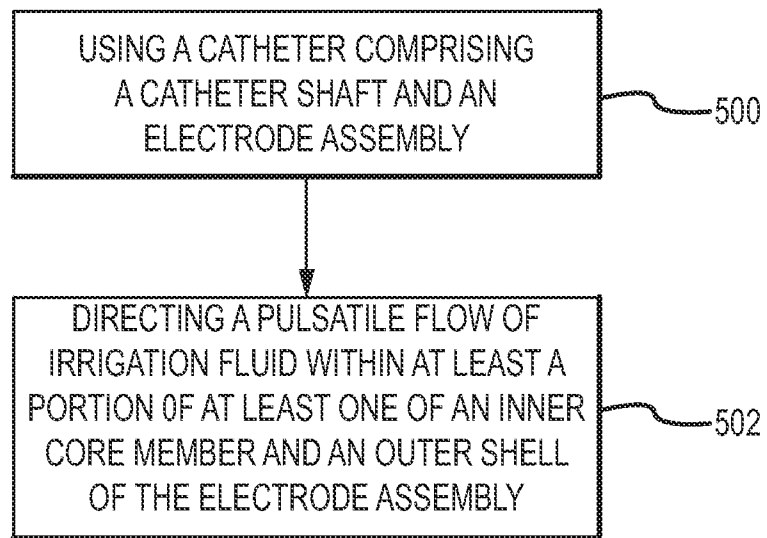 USING A CATHETER COMPRISING
A CATHETER SHAFT AND AN
ELECTRODE ASSEMBLY
500
DIRECTING A PULSATILE FLOW OF
IRRIGATION FLUID WITHIN AT LEAST A
PORTION 0F AT LEAST ONE OF AN INNER
CORE MEMBER AND AN OUTER SHELL
OF THE ELECTRODE ASSEMBLY
502